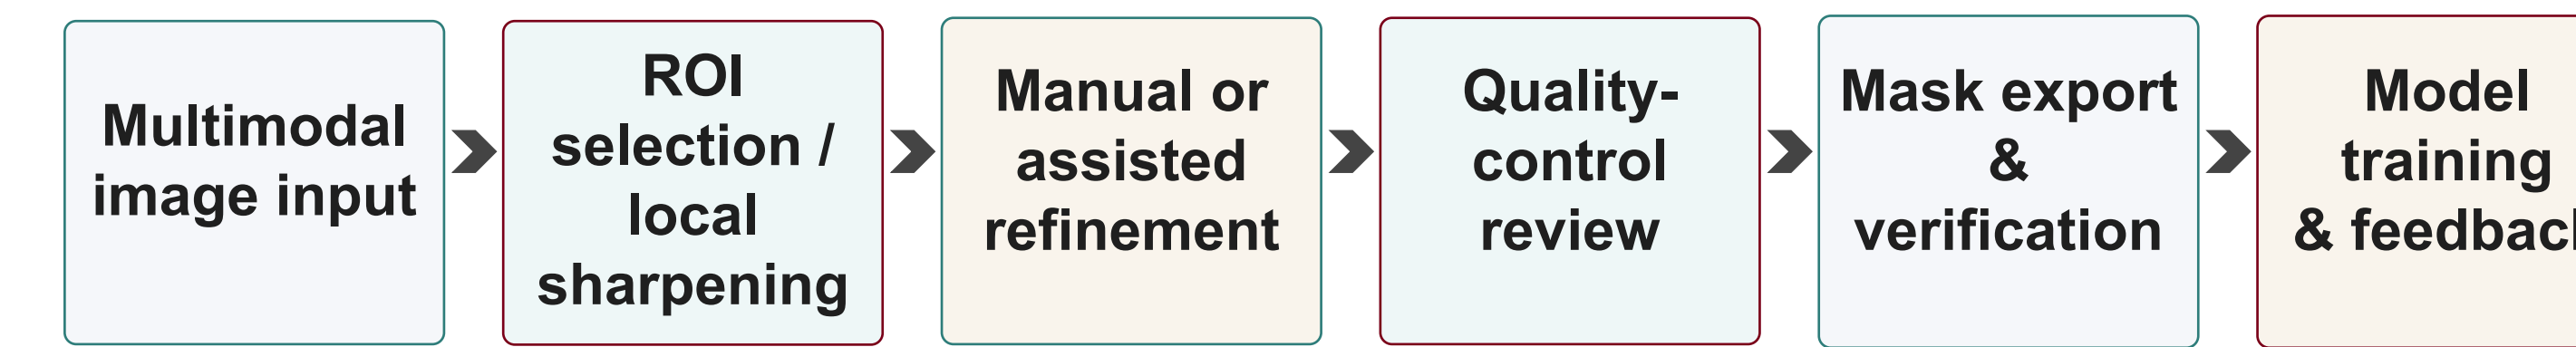 Multimodal
image input
ROI
selection /
local
sharpening
Manual or
assisted
refinement
Quality-
control
review
Mask export
&
verification
Model
training
& feedback